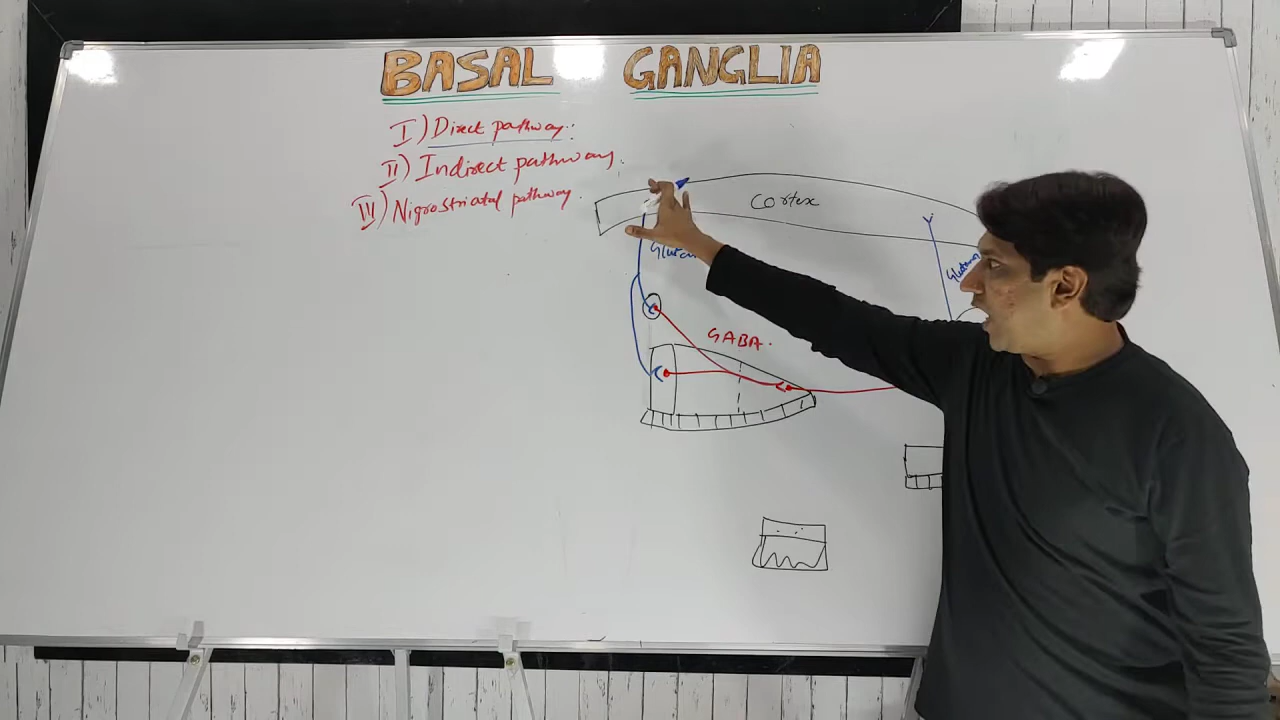 BASAL GANGLIA
I) Direct pathway:
II) Indirect pathway.
III) Nigrostriatal pathway.
Cortex
GABA.